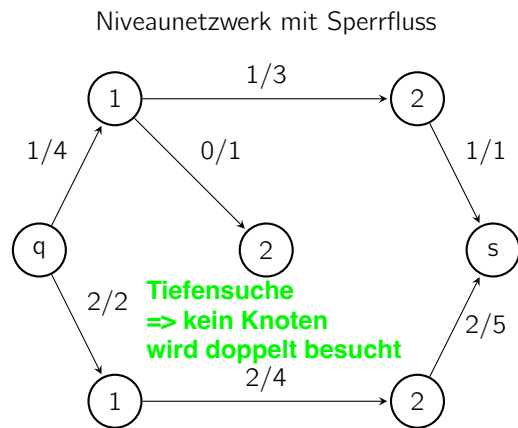 Niveaunetzwerk mit Sperrfluss
1/3
1
2
1/4
0/1
1/1
q
2
s
Tiefensuche
=> kein Knoten
wird doppelt besucht
2/2
2/5
2/4
1
2